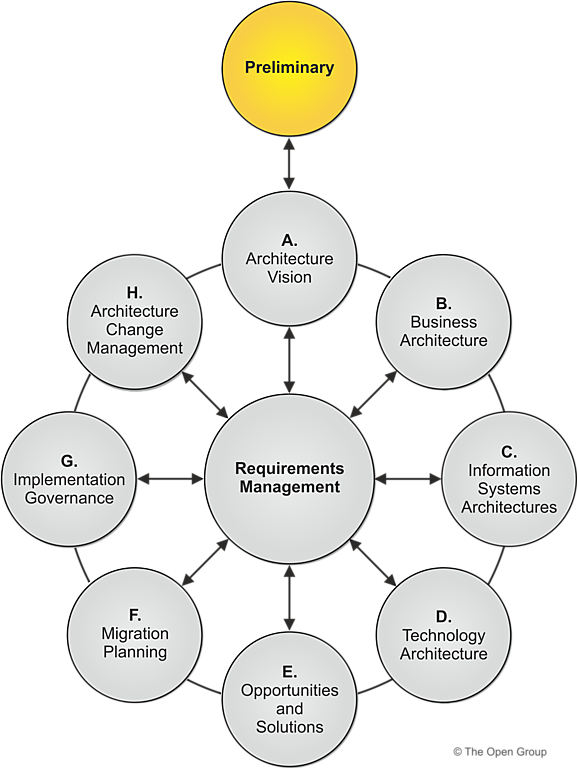 Preliminary
A.
Architecture
Vision
H.
Architecture
Change
Management
B.
Business
Architecture
G.
Implementation
Governance
Requirements
Management
C.
Information
Systems
Architectures
F.
Migration
Planning
D.
Technology
Architecture
E.
Opportunities
and
Solutions
© The Open Group